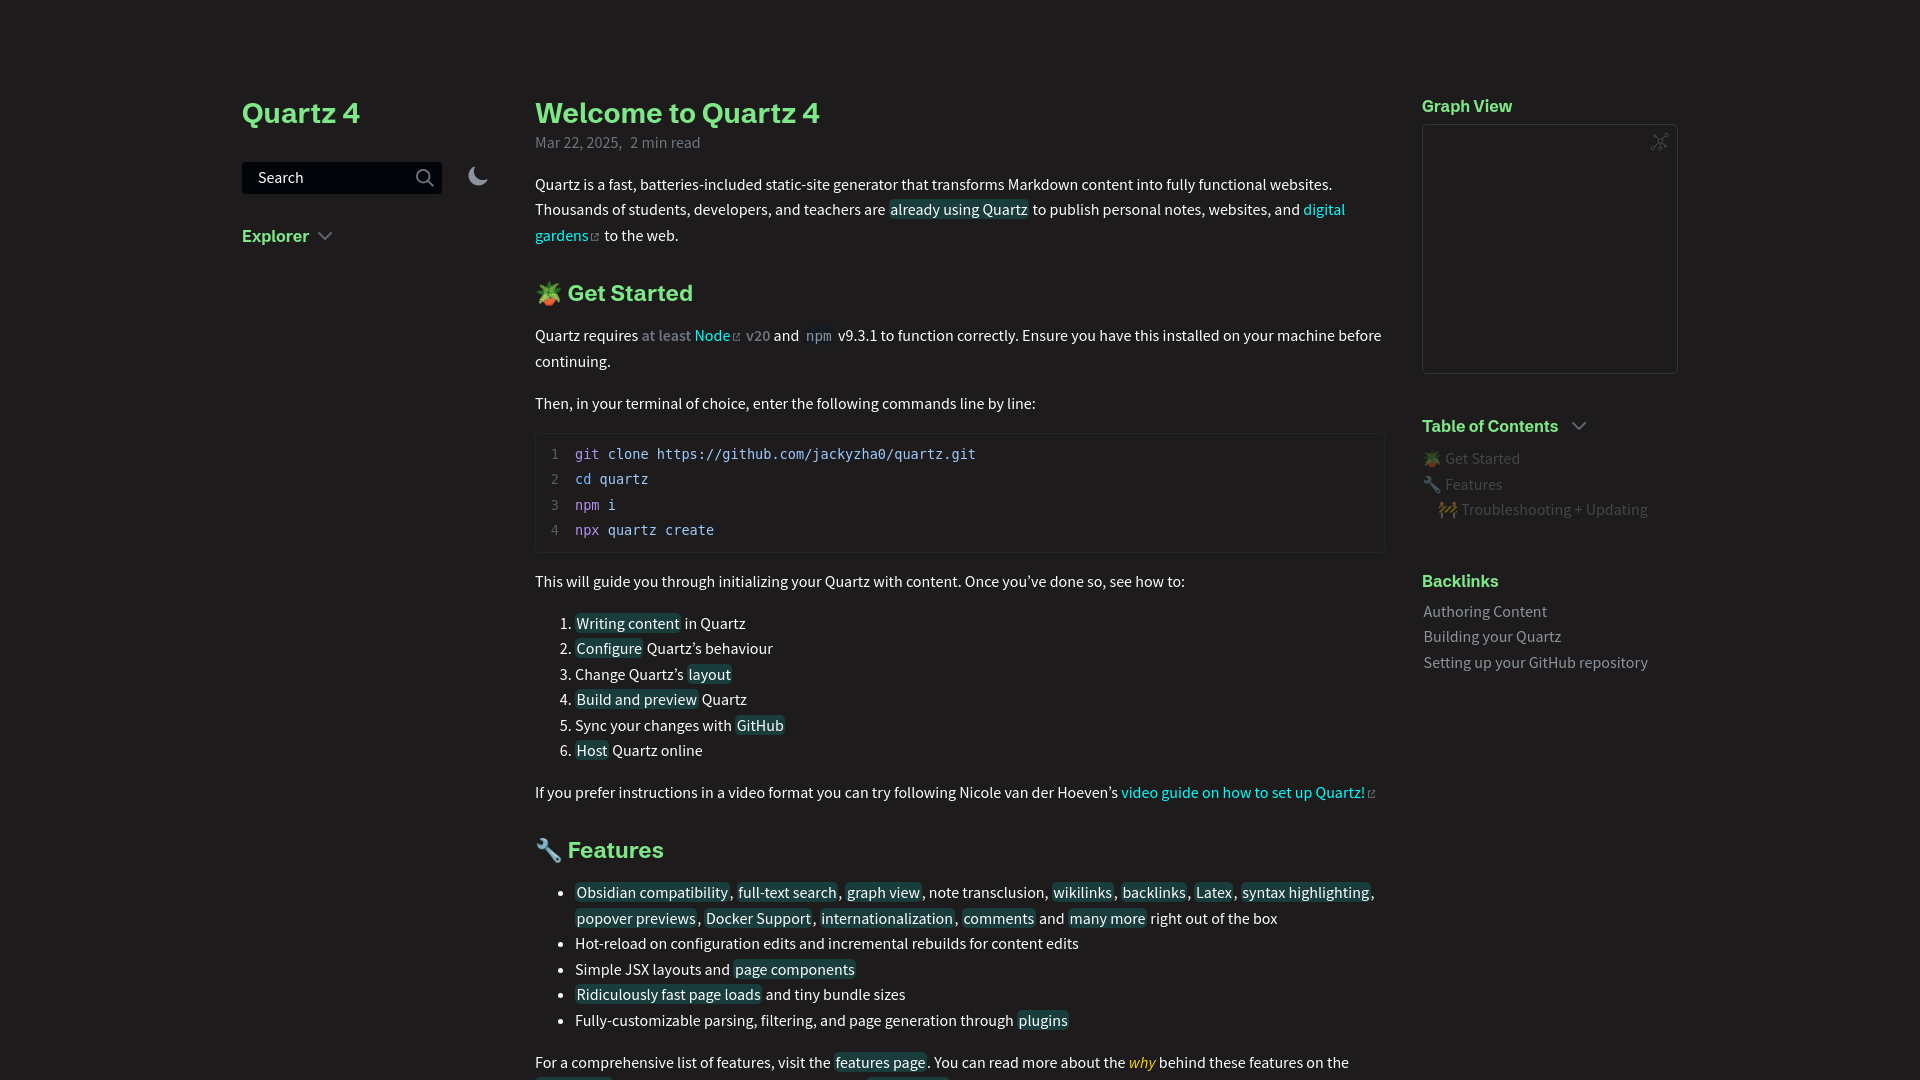 Quartz 4
Search
Explorer
Welcome to Quartz 4
Mar 22, 2025, 2 min read
Quartz is a fast, batteries-included static-site generator that transforms Markdown content into fully functional websites.
Thousands of students, developers, and teachers are already using Quartz to publish personal notes, websites, and digital
gardens to the web.
🪴 Get Started
Quartz requires at least Node v20 and npm v9.3.1 to function correctly. Ensure you have this installed on your machine before
continuing.
Then, in your terminal of choice, enter the following commands line by line:
1 git clone https://github.com/jackyzha0/quartz.git
2 cd quartz
3 npm i
4 npx quartz create
This will guide you through initializing your Quartz with content. Once you’ve done so, see how to:
1. Writing content in Quartz
2. Configure Quartz’s behaviour
3. Change Quartz’s layout
4. Build and preview Quartz
5. Sync your changes with GitHub
6. Host Quartz online
If you prefer instructions in a video format you can try following Nicole van der Hoeven’s video guide on how to set up Quartz!
🔧 Features
• Obsidian compatibility, full-text search, graph view, note transclusion, wikilinks, backlinks, Latex, syntax highlighting,
popover previews, Docker Support, internationalization, comments and many more right out of the box
• Hot-reload on configuration edits and incremental rebuilds for content edits
• Simple JSX layouts and page components
• Ridiculously fast page loads and tiny bundle sizes
• Fully-customizable parsing, filtering, and page generation through plugins
For a comprehensive list of features, visit the features page. You can read more about the why behind these features on the
Graph View
Table of Contents
🪴 Get Started
🔧 Features
🚧 Troubleshooting + Updating
Backlinks
Authoring Content
Building your Quartz
Setting up your GitHub repository